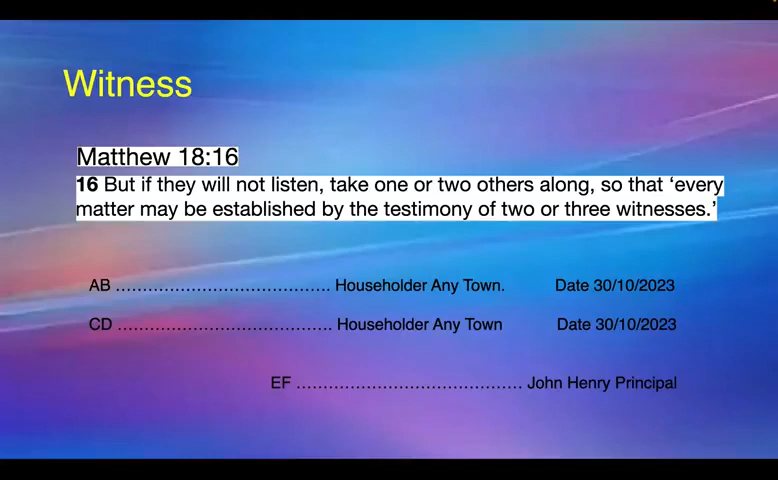 Witness
Matthew 18:16
16 But if they will not listen, take one or two others along, so that ‘every
matter may be established by the testimony of two or three witnesses.’
AB ........................................ Householder Any Town. Date 30/10/2023
CD ........................................ Householder Any Town Date 30/10/2023
EF .......................................... John Henry Principal